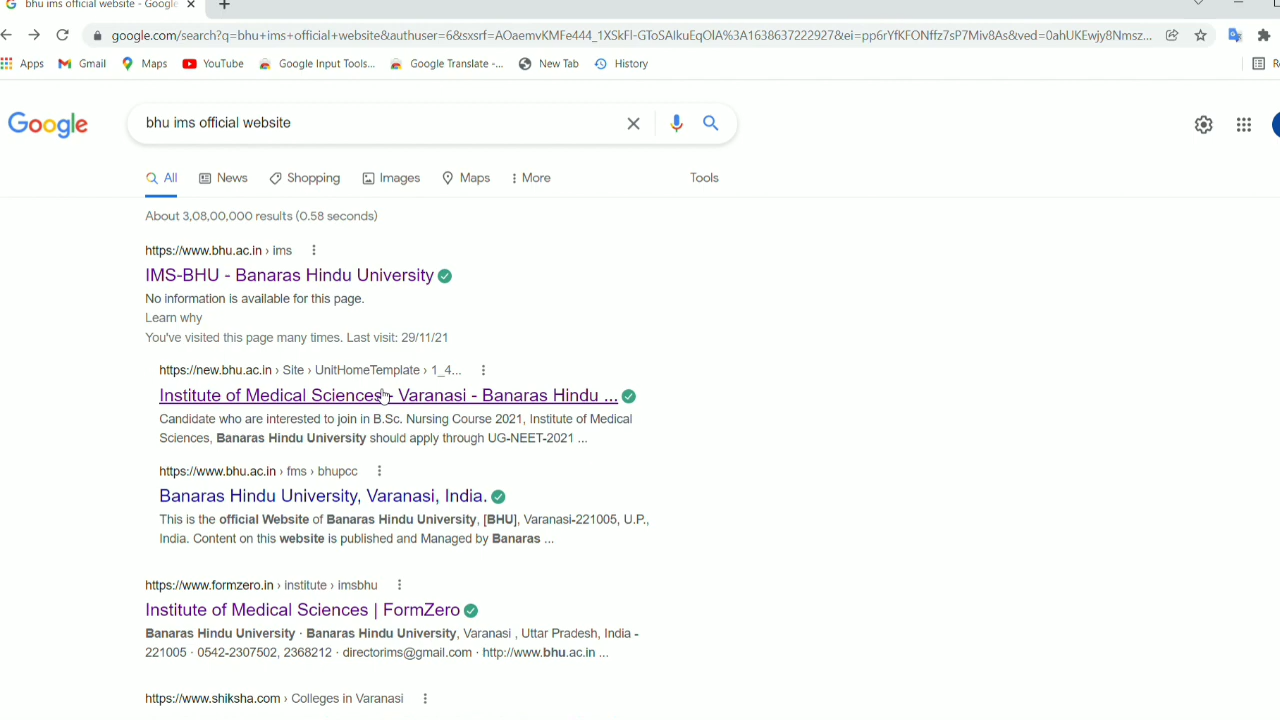 bhu ims official website - Google
google.com/search?q=bhu+ims+official+website&authuser=6&sxsrf=AOaemvKMFe444_1XSkFl-GToSAlkuEqOlA%3A1638637222927&ei=pp6rYfKFONffz7sP7Miv8As&ved=0ahUKEwjy8Nmsz...
Apps Gmail Maps YouTube Google Input Tools... Google Translate -... New Tab History
Google bhu ims official website
All News Shopping Images Maps More Tools
About 3,08,00,000 results (0.58 seconds)
https://www.bhu.ac.in › ims
IMS-BHU - Banaras Hindu University
No information is available for this page.
Learn why
You've visited this page many times. Last visit: 29/11/21
https://new.bhu.ac.in › Site › UnitHomeTemplate › 1_4...
Institute of Medical Sciences - Varanasi - Banaras Hindu ...
Candidate who are interested to join in B.Sc. Nursing Course 2021, Institute of Medical
Sciences, Banaras Hindu University should apply through UG-NEET-2021 ...
https://www.bhu.ac.in › fms › bhupcc
Banaras Hindu University, Varanasi, India.
This is the official Website of Banaras Hindu University, [BHU], Varanasi-221005, U.P.,
India. Content on this website is published and Managed by Banaras ...
https://www.formzero.in › institute › imsbhu
Institute of Medical Sciences | FormZero
Banaras Hindu University · Banaras Hindu University, Varanasi , Uttar Pradesh, India -
221005 · 0542-2307502, 2368212 · directorims@gmail.com · http://www.bhu.ac.in ...
https://www.shiksha.com › Colleges in Varanasi